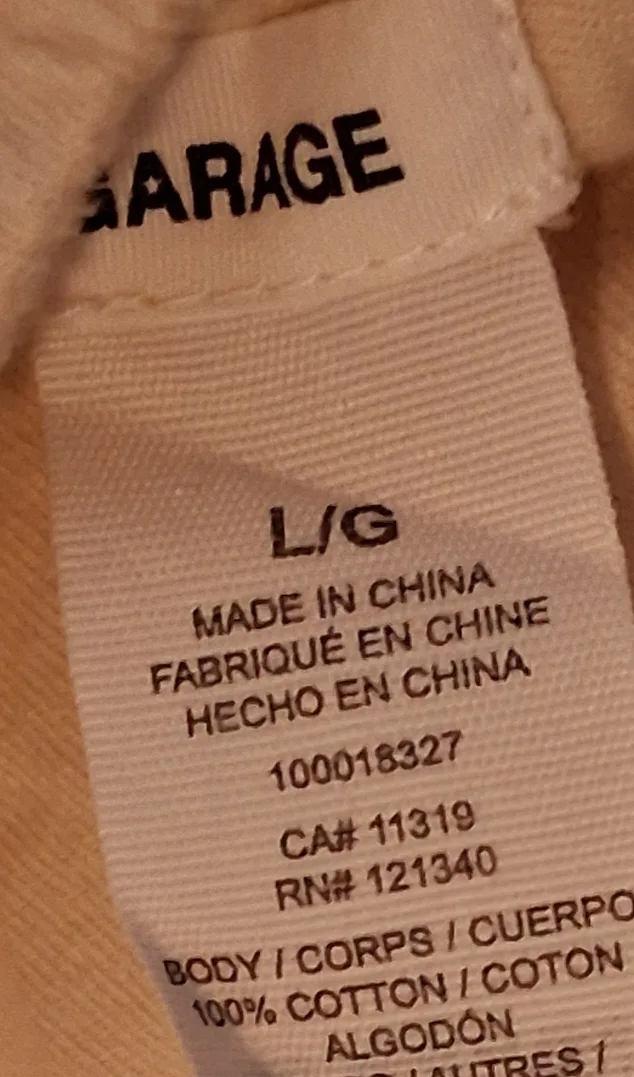 GARAGE
L/G
MADE IN CHINA
FABRIQUÉ EN CHINE
HECHO EN CHINA
100018327
CA# 11319
RN# 121340
BODY / CORPS / CUERPO
100% COTTON / COTON
ALGODÓN
/AUTRES /